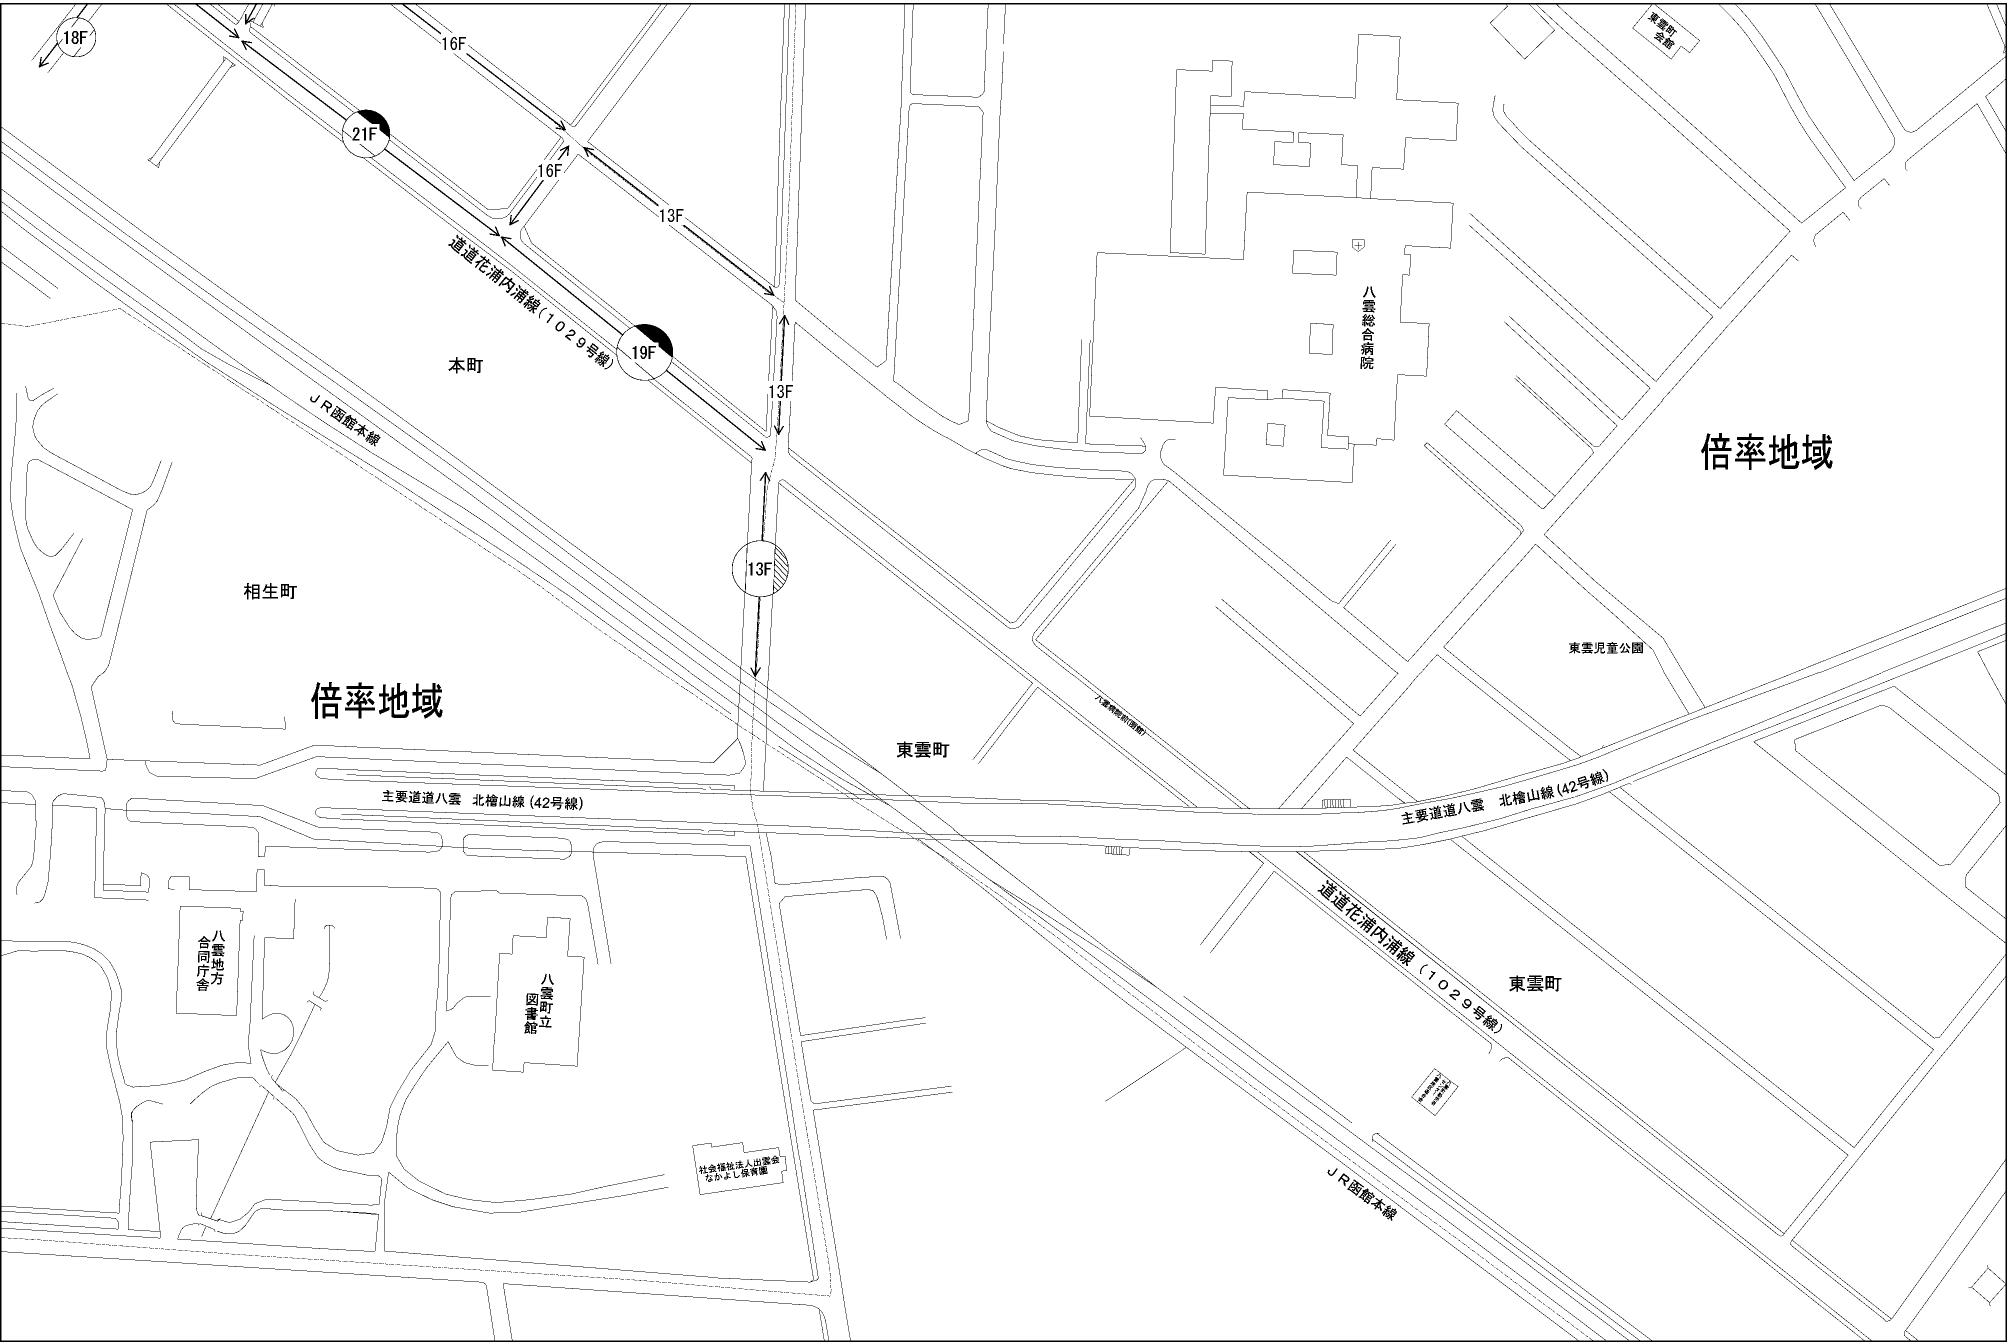 18F
16F
東雲町
会館
21F
16F
13F
道道花浦内浦線(1029号線)
19F
本町
13F
八雲総合病院
JR函館本線
倍率地域
13F
相生町
東雲児童公園
倍率地域
八雲病院前(函館)
東雲町
主要道道八雲 北檜山線(42号線)
主要道道八雲 北檜山線(42号線)
道道花浦内浦線(1029号線)
八雲地方
合同庁舎
八雲町立
図書館
東雲町
社会福祉法人出雲会
なかよし保育園
JR函館本線